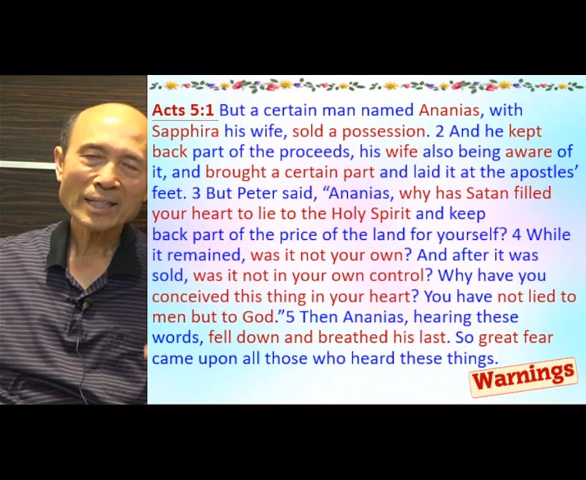 Acts 5:1 But a certain man named Ananias, with
Sapphira his wife, sold a possession. 2 And he kept
back part of the proceeds, his wife also being aware of
it, and brought a certain part and laid it at the apostles’
feet. 3 But Peter said, “Ananias, why has Satan filled
your heart to lie to the Holy Spirit and keep
back part of the price of the land for yourself? 4 While
it remained, was it not your own? And after it was
sold, was it not in your own control? Why have you
conceived this thing in your heart? You have not lied to
men but to God.”5 Then Ananias, hearing these
words, fell down and breathed his last. So great fear
came upon all those who heard these things.
Warnings